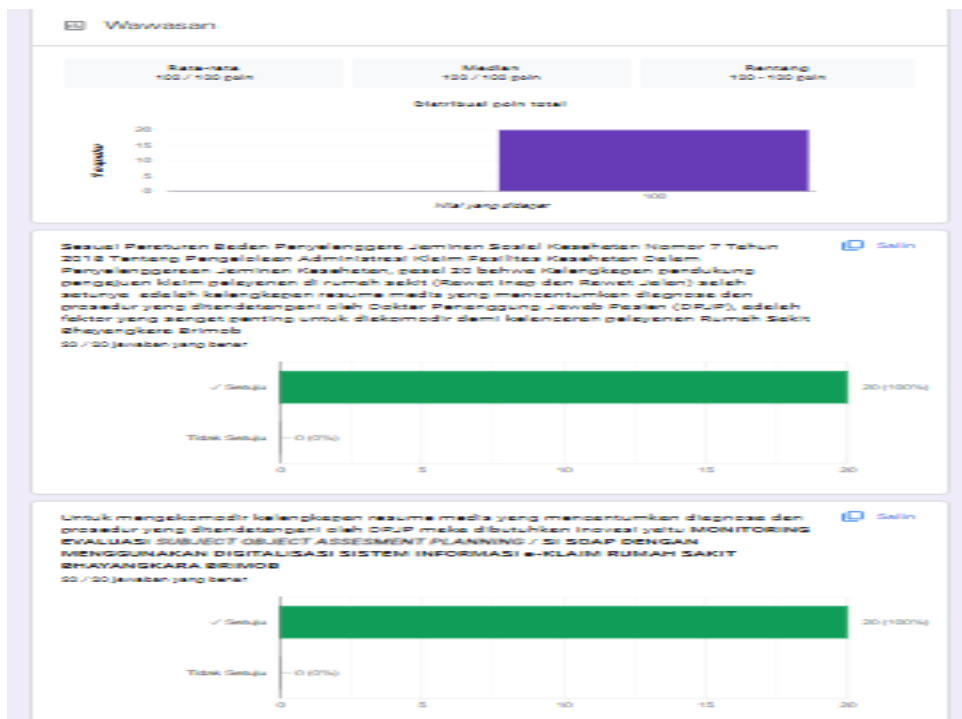 Wawasan
Rata-rata Median Rentang
100 / 100 poin 100 / 100 poin 100 - 100 poin
Distribusi poin total
20
15
10
5
0
100
Nilai yang didapat
Sesuai Peraturan Badan Penyelenggara Jaminan Sosial Kesehatan Nomor 7 Tahun
Salin
2018 Tentang Pengelolaan Administrasi Klaim Fasilitas Kesehatan Dalam
Penyelenggaraan Jaminan Kesehatan, pasal 20 bahwa Kelengkapan pendukung
pengajuan klaim pelayanan di rumah sakit (Rawat Inap dan Rawat Jalan) salah
satunya adalah kelengkapan resume medis yang mencantumkan diagnosa dan
prosedur yang ditandatangani oleh Dokter Penanggung Jawab Pasien (DPJP), adalah
faktor yang sangat penting untuk diakomodir demi kelancaran pelayanan Rumah Sakit
Bhayangkara Brimob
20 / 20 jawaban yang benar
✓ Setuju 20 (100%)
Tidak Setuju 0 (0%)
0 5 10 15 20
Untuk mengakomodir kelengkapan resume medis yang mencantumkan diagnosa dan
Salin
prosedur yang ditandatangani oleh DPJP maka dibutuhkan inovasi yaitu MONITORING
EVALUASI SUBJECT OBJECT ASSESMENT PLANNING / SI SOAP DENGAN
MENGGUNAKAN DIGITALISASI SISTEM INFORMASI e-KLAIM RUMAH SAKIT
BHAYANGKARA BRIMOB
20 / 20 jawaban yang benar
✓ Setuju 20 (100%)
Tidak Setuju 0 (0%)
0 5 10 15 20